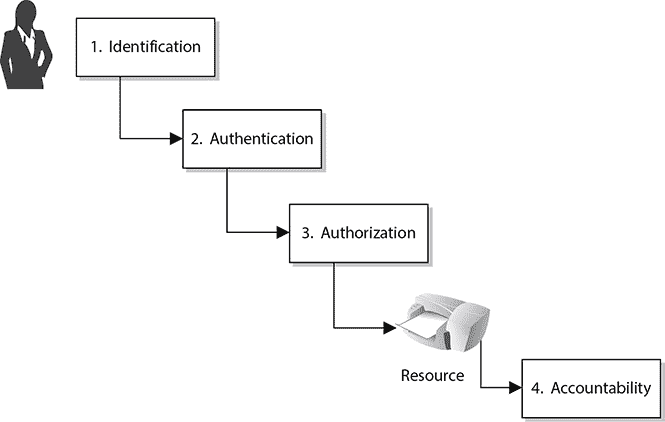 1. Identification
2. Authentication
3. Authorization
Resource
4. Accountability